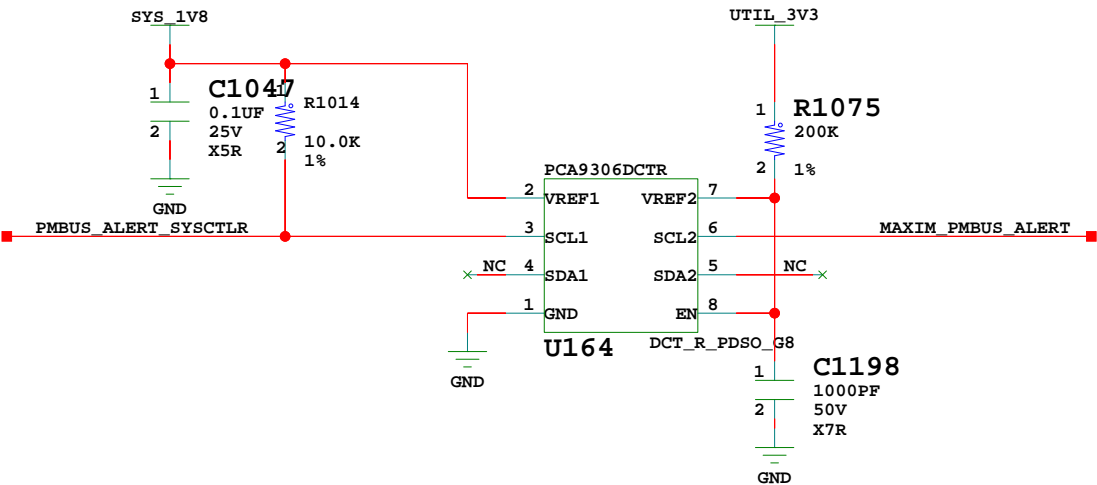 SYS_1V8
UTIL_3V3
1
C1047
0.1UF
25V
X5R
2
GND
1
R1014
10.0K
1%
2
1
R1075
200K
1%
2
PCA9306DCTR
2
VREF1
VREF2
7
PMBUS_ALERT_SYSCTLR
3
SCL1
SCL2
6
MAXIM_PMBUS_ALERT
NC
4
SDA1
SDA2
5
NC
1
GND
EN
8
U164
DCT_R_PDSO_G8
GND
1
C1198
1000PF
50V
X7R
2
GND